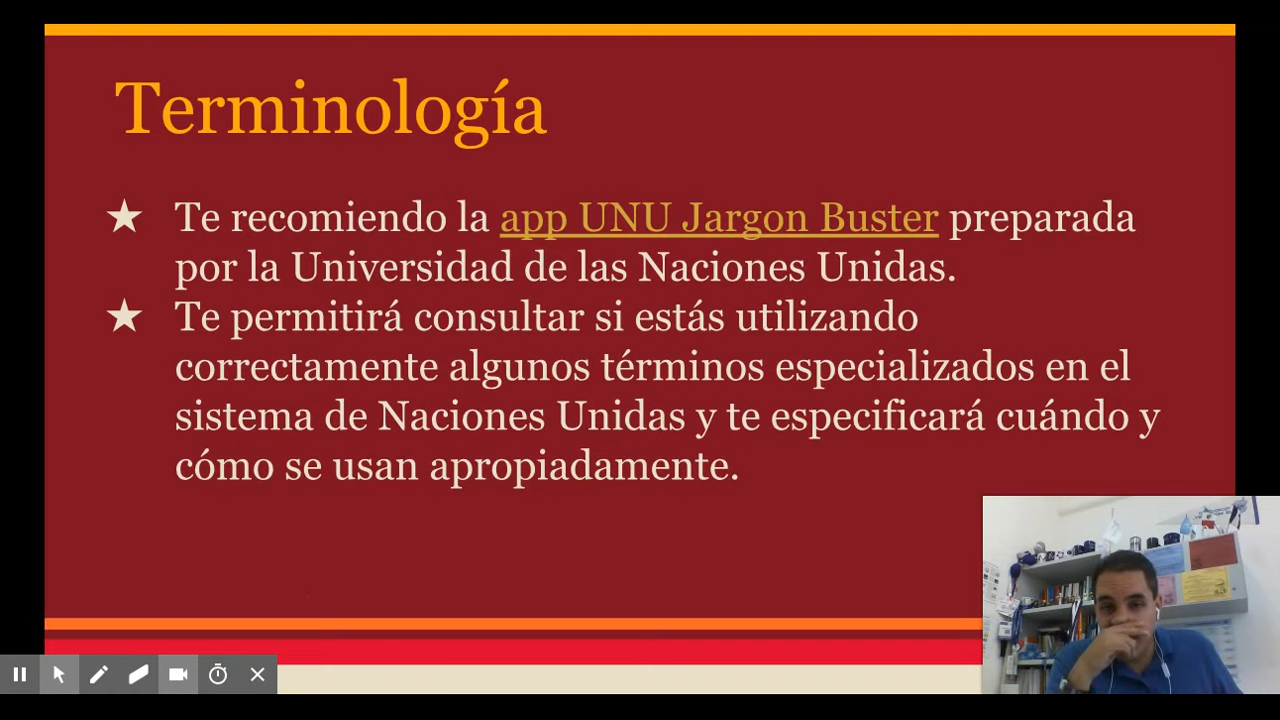 Terminología
★ Te recomiendo la app UNU Jargon Buster preparada
por la Universidad de las Naciones Unidas.
★ Te permitirá consultar si estás utilizando
correctamente algunos términos especializados en el
sistema de Naciones Unidas y te especificará cuándo y
cómo se usan apropiadamente.